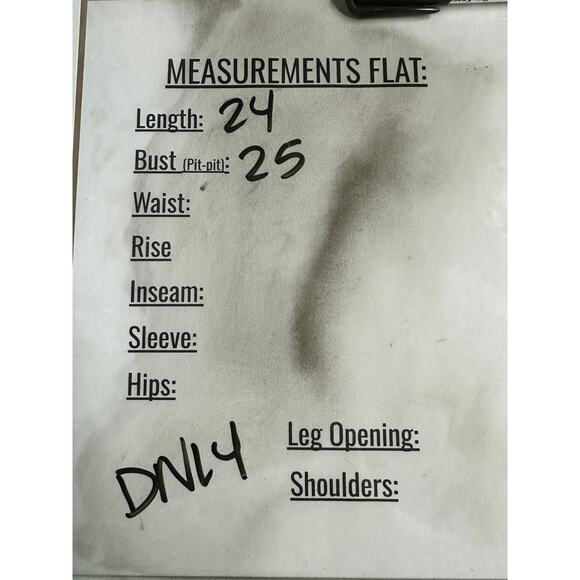 MEASUREMENTS FLAT:
Length: 24
Bust (Pit-pit): 25
Waist:
Rise
Inseam:
Sleeve:
Hips:
Leg Opening:
DNL4
Shoulders: